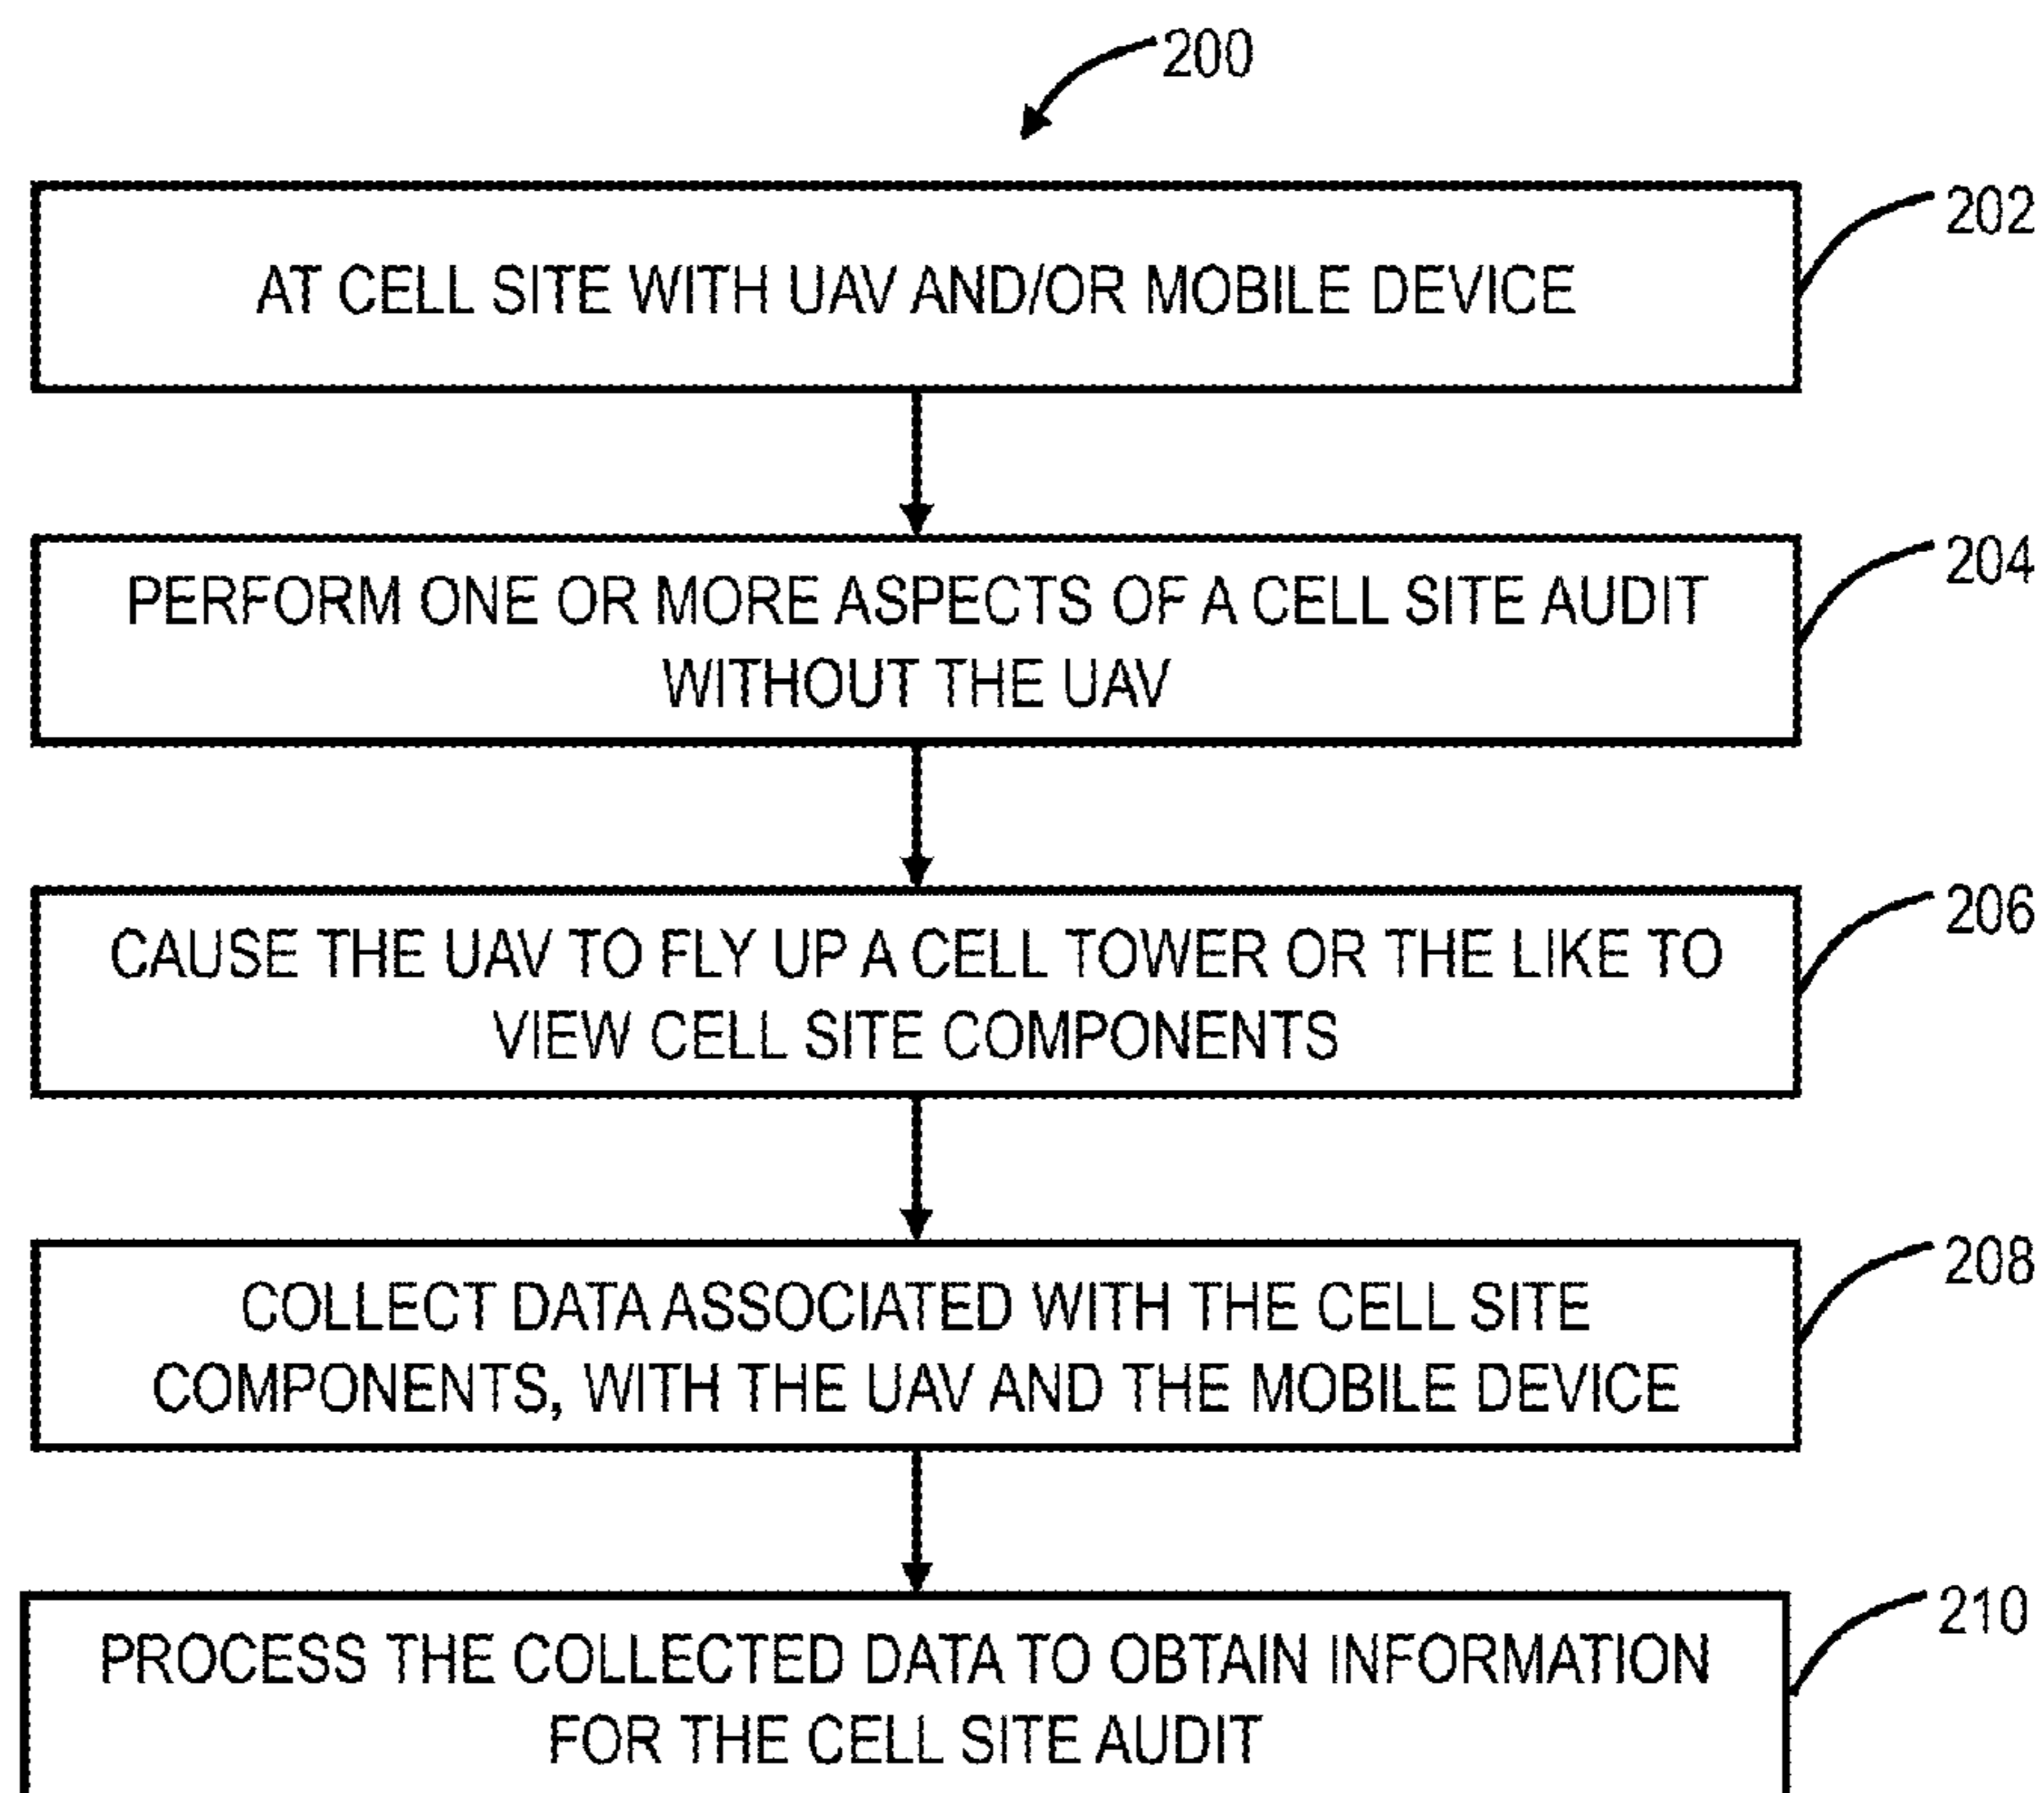 200
202
AT CELL SITE WITH UAV AND/OR MOBILE DEVICE
204
PERFORM ONE OR MORE ASPECTS OF A CELL SITE AUDIT
WITHOUT THE UAV
206
CAUSE THE UAV TO FLY UP A CELL TOWER OR THE LIKE TO
VIEW CELL SITE COMPONENTS
208
COLLECT DATA ASSOCIATED WITH THE CELL SITE
COMPONENTS, WITH THE UAV AND THE MOBILE DEVICE
210
PROCESS THE COLLECTED DATA TO OBTAIN INFORMATION
FOR THE CELL SITE AUDIT